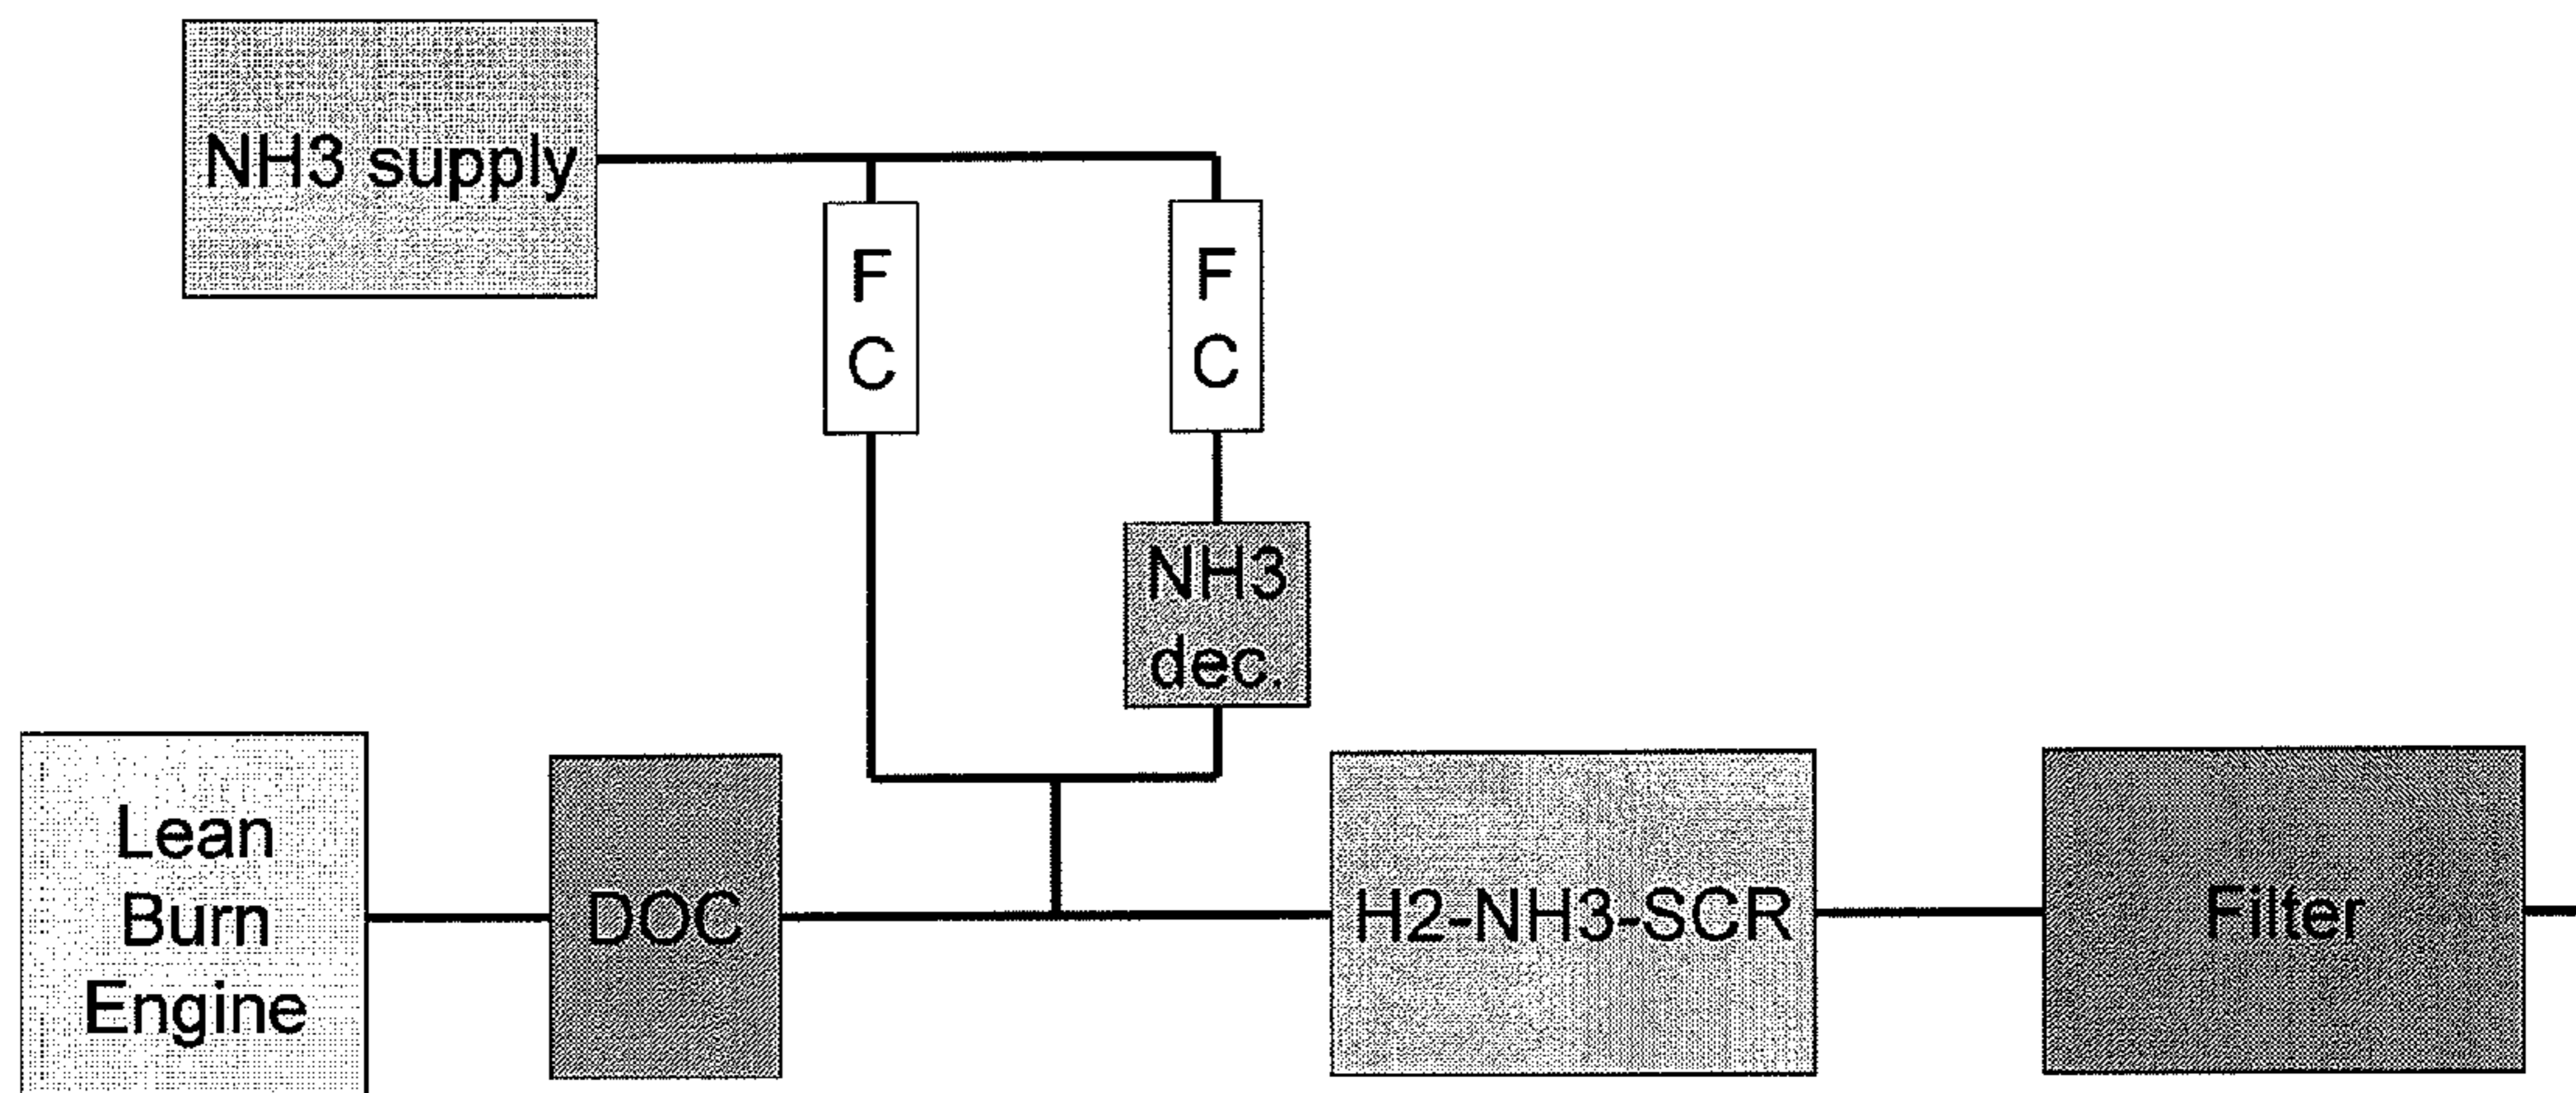 NH3 supply
F
C
F
C
NH3
dec.
Lean
Burn
Engine
DOC
H2-NH3-SCR
Filter